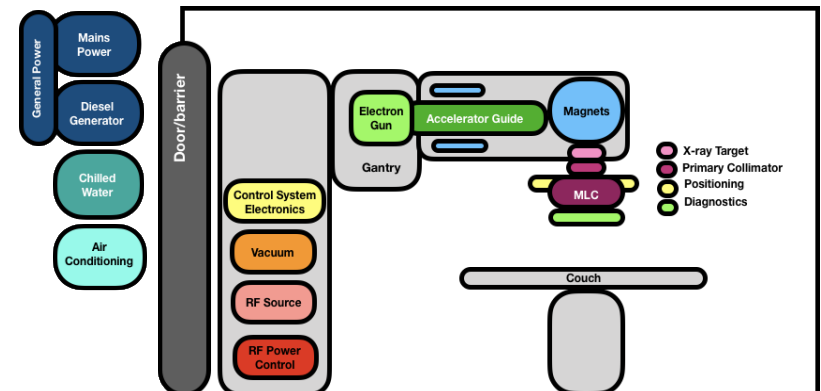 General Power
Mains
Power
Diesel
Generator
Chilled
Water
Air
Conditioning
Door/barrier
Control System
Electronics
Vacuum
RF Source
RF Power
Control
Electron
Gun
Gantry
Accelerator Guide
Magnets
MLC
X-ray Target
Primary Collimator
Positioning
Diagnostics
Couch